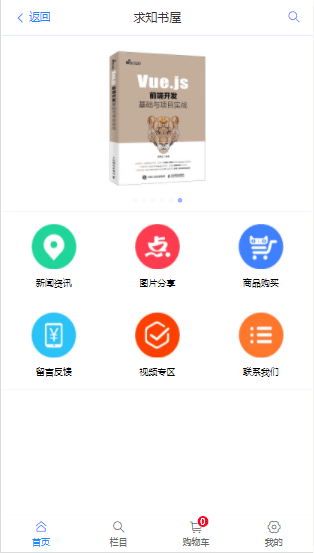 返回 求知书屋
Vue.js
前端开发
基础与项目实战
新闻资讯 图片分享 商品购买
留言反馈 视频专区 联系我们
0
首页 栏目 购物车 我的